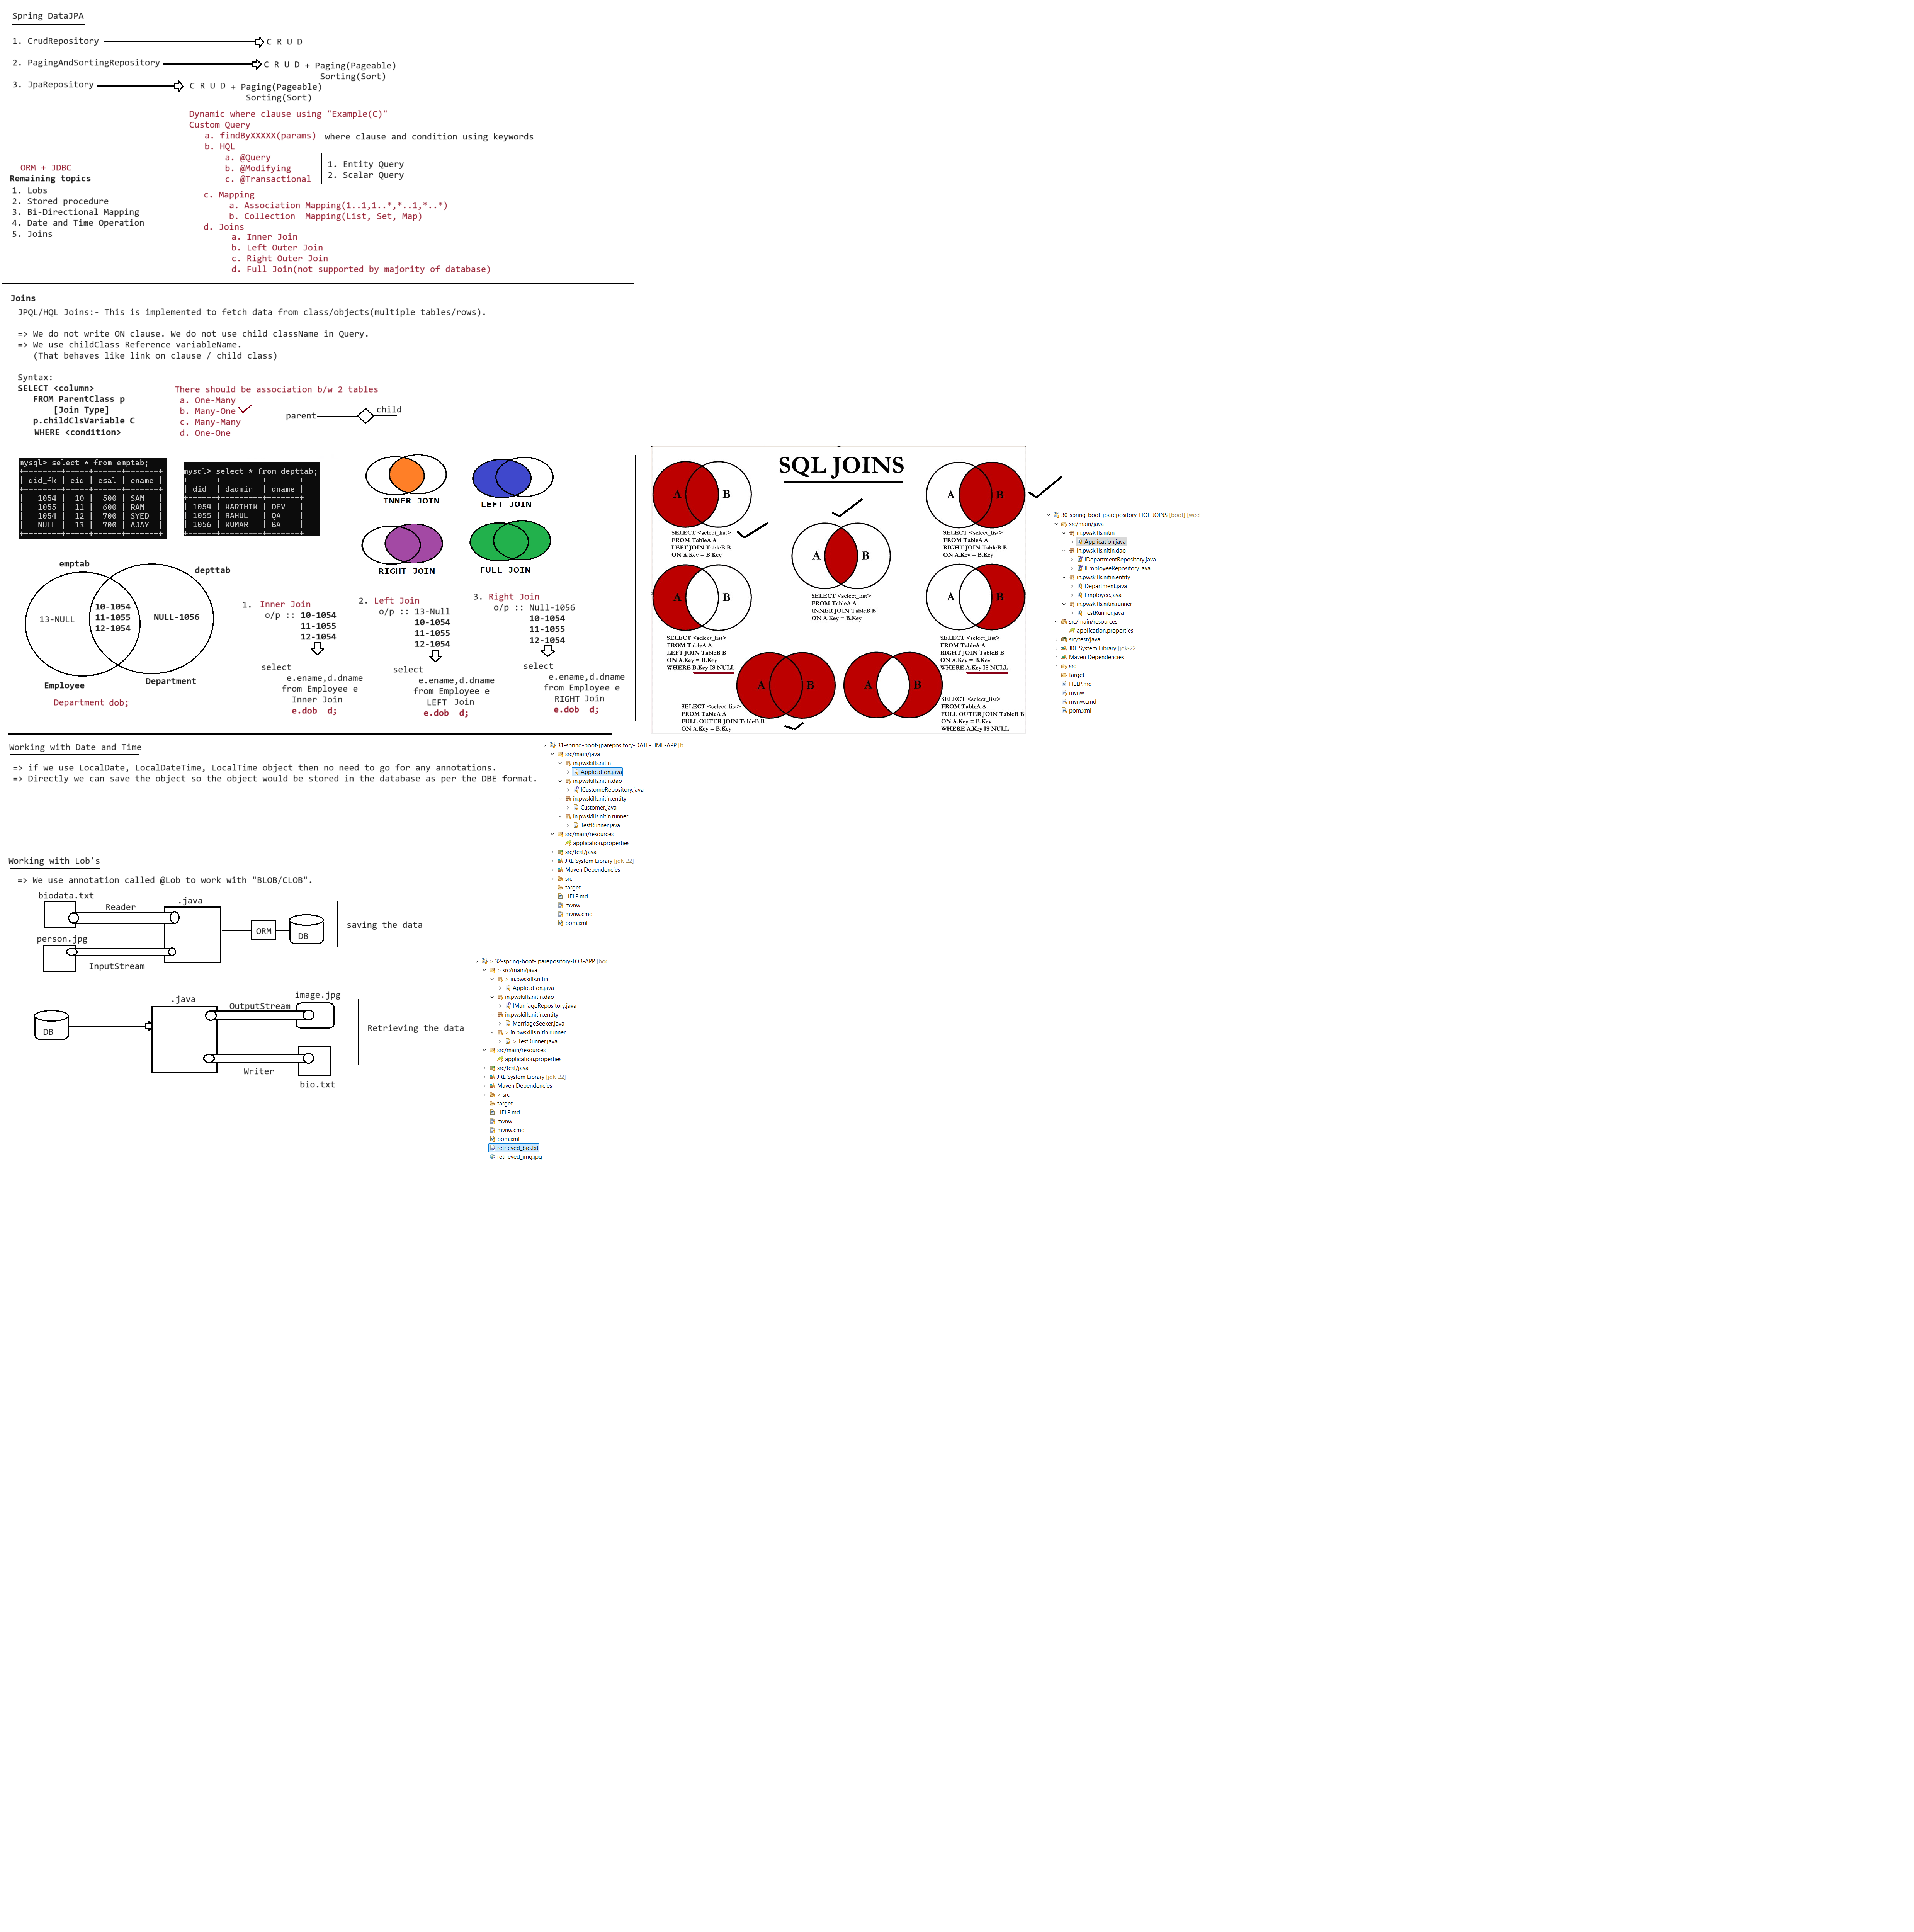 Spring DataJPA
1. CrudRepository
C R U D
2. PagingAndSortingRepository
C R U D + Paging(Pageable)
Sorting(Sort)
3. JpaRepository
C R U D + Paging(Pageable)
Sorting(Sort)
Dynamic where clause using "Example(C)"
Custom Query
a. findByXXXXX(params) where clause and condition using keywords
b. HQL
a. @Query
b. @Modifying
c. @Transactional
1. Entity Query
2. Scalar Query
c. Mapping
a. Association Mapping(1..1,1..*,*..1,*..*)
b. Collection Mapping(List, Set, Map)
d. Joins
a. Inner Join
b. Left Outer Join
c. Right Outer Join
d. Full Join(not supported by majority of database)
ORM + JDBC
Remaining topics
1. Lobs
2. Stored procedure
3. Bi-Directional Mapping
4. Date and Time Operation
5. Joins
Joins
JPQL/HQL Joins:- This is implemented to fetch data from class/objects(multiple tables/rows).
=> We do not write ON clause. We do not use child className in Query.
=> We use childClass Reference variableName.
(That behaves like link on clause / child class)
Syntax:
SELECT <column>
FROM ParentClass p
[Join Type]
p.childClsVariable C
WHERE <condition>
There should be association b/w 2 tables
a. One-Many
b. Many-One
c. Many-Many
d. One-One
parent
child
mysql> select * from emptab;
+--------+-----+------+-------+
| did_fk | eid | esal | ename |
+--------+-----+------+-------+
| 1054 | 10 | 500 | SAM |
| 1055 | 11 | 600 | RAM |
| 1054 | 12 | 700 | SYED |
| NULL | 13 | 700 | AJAY |
+--------+-----+------+-------+
mysql> select * from depttab;
+------+---------+-------+
| did | dadmin | dname |
+------+---------+-------+
| 1054 | KARTHIK | DEV |
| 1055 | RAHUL | QA |
| 1056 | KUMAR | BA |
+------+---------+-------+
INNER JOIN
LEFT JOIN
RIGHT JOIN
FULL JOIN
emptab
depttab
13-NULL
10-1054
11-1055
12-1054
NULL-1056
Employee
Department
Department dob;
1. Inner Join
o/p :: 10-1054
11-1055
12-1054
select
e.ename,d.dname
from Employee e
Inner Join
e.dob d;
2. Left Join
o/p :: 13-Null
10-1054
11-1055
12-1054
select
e.ename,d.dname
from Employee e
LEFT Join
e.dob d;
3. Right Join
o/p :: Null-1056
10-1054
11-1055
12-1054
select
e.ename,d.dname
from Employee e
RIGHT Join
e.dob d;
SQL JOINS
A B
SELECT <select_list>
FROM TableA A
LEFT JOIN TableB B
ON A.Key = B.Key
A B
SELECT <select_list>
FROM TableA A
RIGHT JOIN TableB B
ON A.Key = B.Key
A B
SELECT <select_list>
FROM TableA A
INNER JOIN TableB B
ON A.Key = B.Key
A B
SELECT <select_list>
FROM TableA A
LEFT JOIN TableB B
ON A.Key = B.Key
WHERE B.Key IS NULL
A B
SELECT <select_list>
FROM TableA A
RIGHT JOIN TableB B
ON A.Key = B.Key
WHERE A.Key IS NULL
A B
SELECT <select_list>
FROM TableA A
FULL OUTER JOIN TableB B
ON A.Key = B.Key
A B
SELECT <select_list>
FROM TableA A
FULL OUTER JOIN TableB B
ON A.Key = B.Key
WHERE A.Key IS NULL
30-spring-boot-jparepository-HQL-JOINS [boot] [wee
src/main/java
in.pwskills.nitin
Application.java
in.pwskills.nitin.dao
IDepartmentRepository.java
IEmployeeRepository.java
in.pwskills.nitin.entity
Department.java
Employee.java
in.pwskills.nitin.runner
TestRunner.java
src/main/resources
application.properties
src/test/java
JRE System Library [jdk-22]
Maven Dependencies
src
target
HELP.md
mvnw
mvnw.cmd
pom.xml
Working with Date and Time
=> if we use LocalDate, LocalDateTime, LocalTime object then no need to go for any annotations.
=> Directly we can save the object so the object would be stored in the database as per the DBE format.
31-spring-boot-jparepository-DATE-TIME-APP [b
src/main/java
in.pwskills.nitin
Application.java
in.pwskills.nitin.dao
ICustomeRepository.java
in.pwskills.nitin.entity
Customer.java
in.pwskills.nitin.runner
TestRunner.java
src/main/resources
application.properties
src/test/java
JRE System Library [jdk-22]
Maven Dependencies
src
target
HELP.md
mvnw
mvnw.cmd
pom.xml
Working with Lob's
=> We use annotation called @Lob to work with "BLOB/CLOB".
biodata.txt
Reader
.java
person.jpg
InputStream
ORM
DB
saving the data
DB
.java
OutputStream
image.jpg
Writer
bio.txt
Retrieving the data
> 32-spring-boot-jparepository-LOB-APP [boo
> src/main/java
> in.pwskills.nitin
Application.java
in.pwskills.nitin.dao
IMarriageRepository.java
in.pwskills.nitin.entity
MarriageSeeker.java
> in.pwskills.nitin.runner
> TestRunner.java
src/main/resources
application.properties
src/test/java
JRE System Library [jdk-22]
Maven Dependencies
> src
target
HELP.md
mvnw
mvnw.cmd
pom.xml
retrieved_bio.txt
retrieved_img.jpg